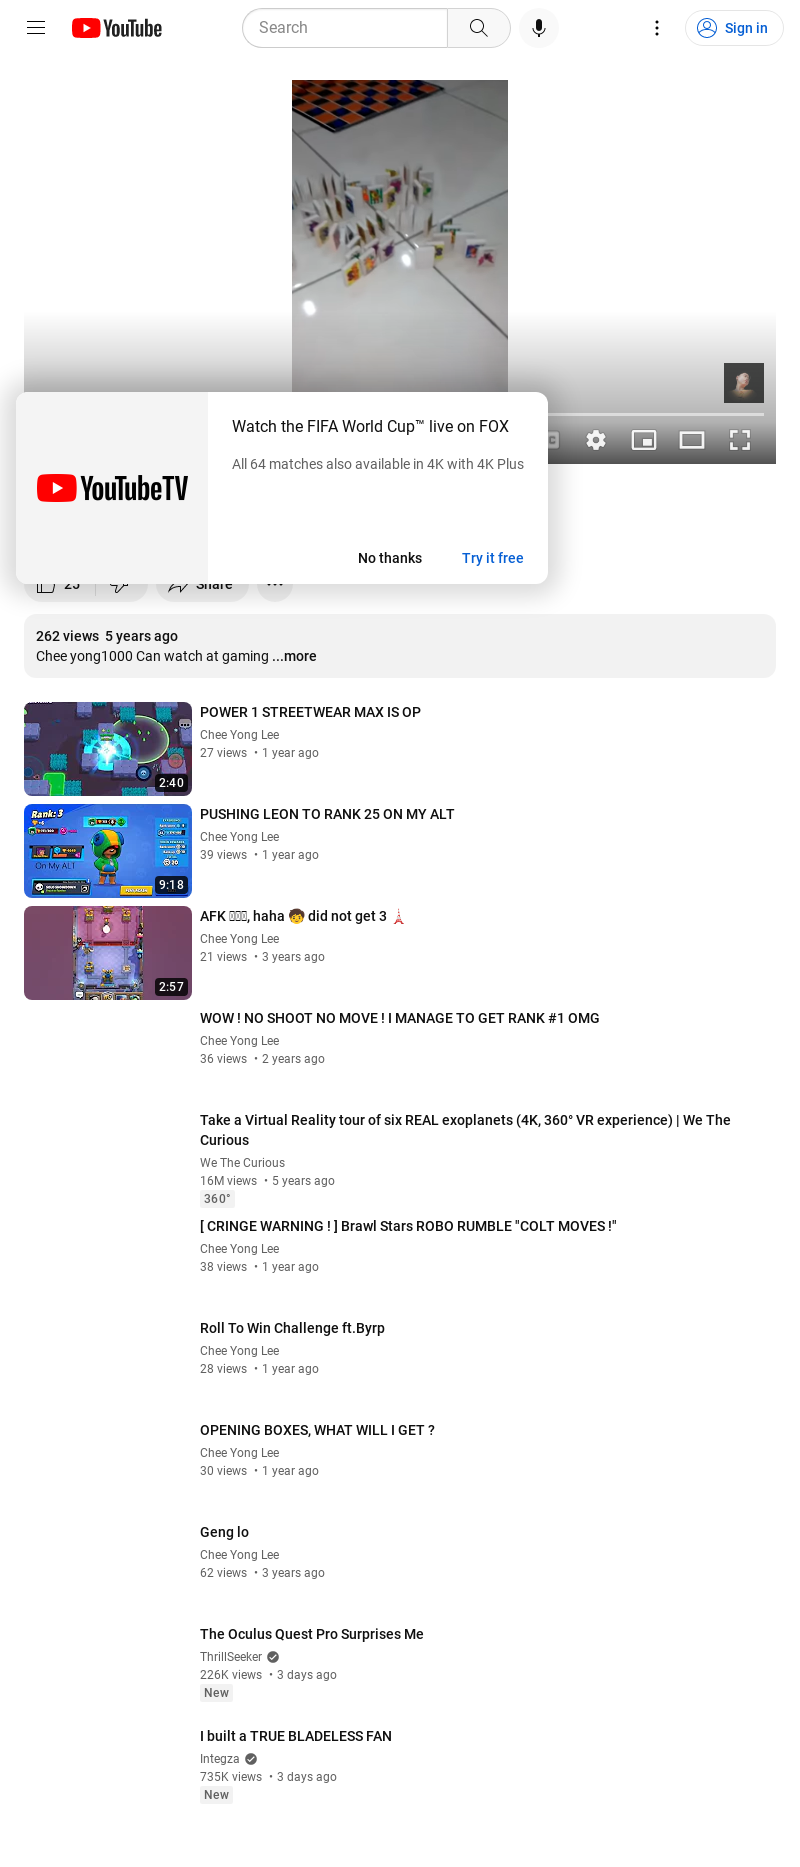 YouTube
Search
Sign in
Watch the FIFA World Cup™ live on FOX
All 64 matches also available in 4K with 4K Plus
YouTubeTV
No thanks
Try it free
25
Share
262 views 5 years ago
Chee yong1000 Can watch at gaming ...more
POWER 1 STREETWEAR MAX IS OP
Chee Yong Lee
27 views • 1 year ago
2:40
PUSHING LEON TO RANK 25 ON MY ALT
Rank: 3
Chee Yong Lee
39 views • 1 year ago
On My ALT
9:18
AFK, haha 🧒 did not get 3 🗼
Chee Yong Lee
21 views • 3 years ago
2:57
WOW ! NO SHOOT NO MOVE ! I MANAGE TO GET RANK #1 OMG
Chee Yong Lee
36 views • 2 years ago
Take a Virtual Reality tour of six REAL exoplanets (4K, 360° VR experience) | We The
Curious
We The Curious
16M views • 5 years ago
360°
[ CRINGE WARNING ! ] Brawl Stars ROBO RUMBLE "COLT MOVES !"
Chee Yong Lee
38 views • 1 year ago
Roll To Win Challenge ft.Byrp
Chee Yong Lee
28 views • 1 year ago
OPENING BOXES, WHAT WILL I GET ?
Chee Yong Lee
30 views • 1 year ago
Geng lo
Chee Yong Lee
62 views • 3 years ago
The Oculus Quest Pro Surprises Me
ThrillSeeker
226K views • 3 days ago
New
I built a TRUE BLADELESS FAN
Integza
735K views • 3 days ago
New